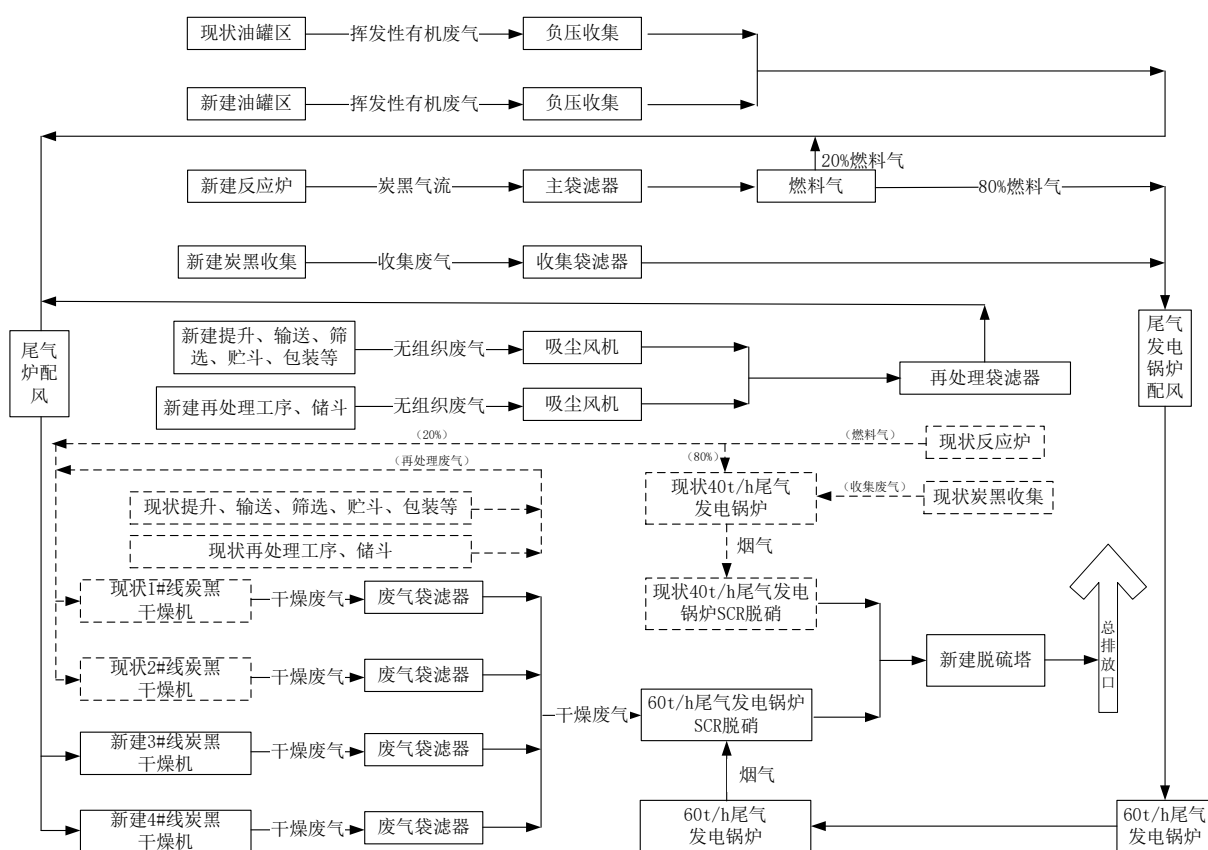 现状油罐区
挥发性有机废气
负压收集
新建油罐区
挥发性有机废气
负压收集
20%燃料气
新建反应炉
炭黑气流
主袋滤器
燃料气
80%燃料气
新建炭黑收集
收集废气
收集袋滤器
尾气
炉配
风
新建提升、输送、筛
选、贮斗、包装等
无组织废气
吸尘风机
再处理袋滤器
尾气
发电
锅炉
配风
新建再处理工序、储斗
无组织废气
吸尘风机
(20%)
(燃料气)
现状反应炉
(再处理废气)
(80%)
现状40t/h尾气
发电锅炉
(收集废气)
现状炭黑收集
现状提升、输送、筛选、贮斗、包装等
现状再处理工序、储斗
烟气
现状1#线炭黑
干燥机
干燥废气
废气袋滤器
现状40t/h尾气发电
锅炉SCR脱硝
总排放口
现状2#线炭黑
干燥机
干燥废气
废气袋滤器
新建脱硫塔
干燥废气
60t/h尾气发电锅炉
SCR脱硝
新建3#线炭黑
干燥机
干燥废气
废气袋滤器
烟气
新建4#线炭黑
干燥机
干燥废气
废气袋滤器
60t/h尾气
发电锅炉
60t/h尾气
发电锅炉